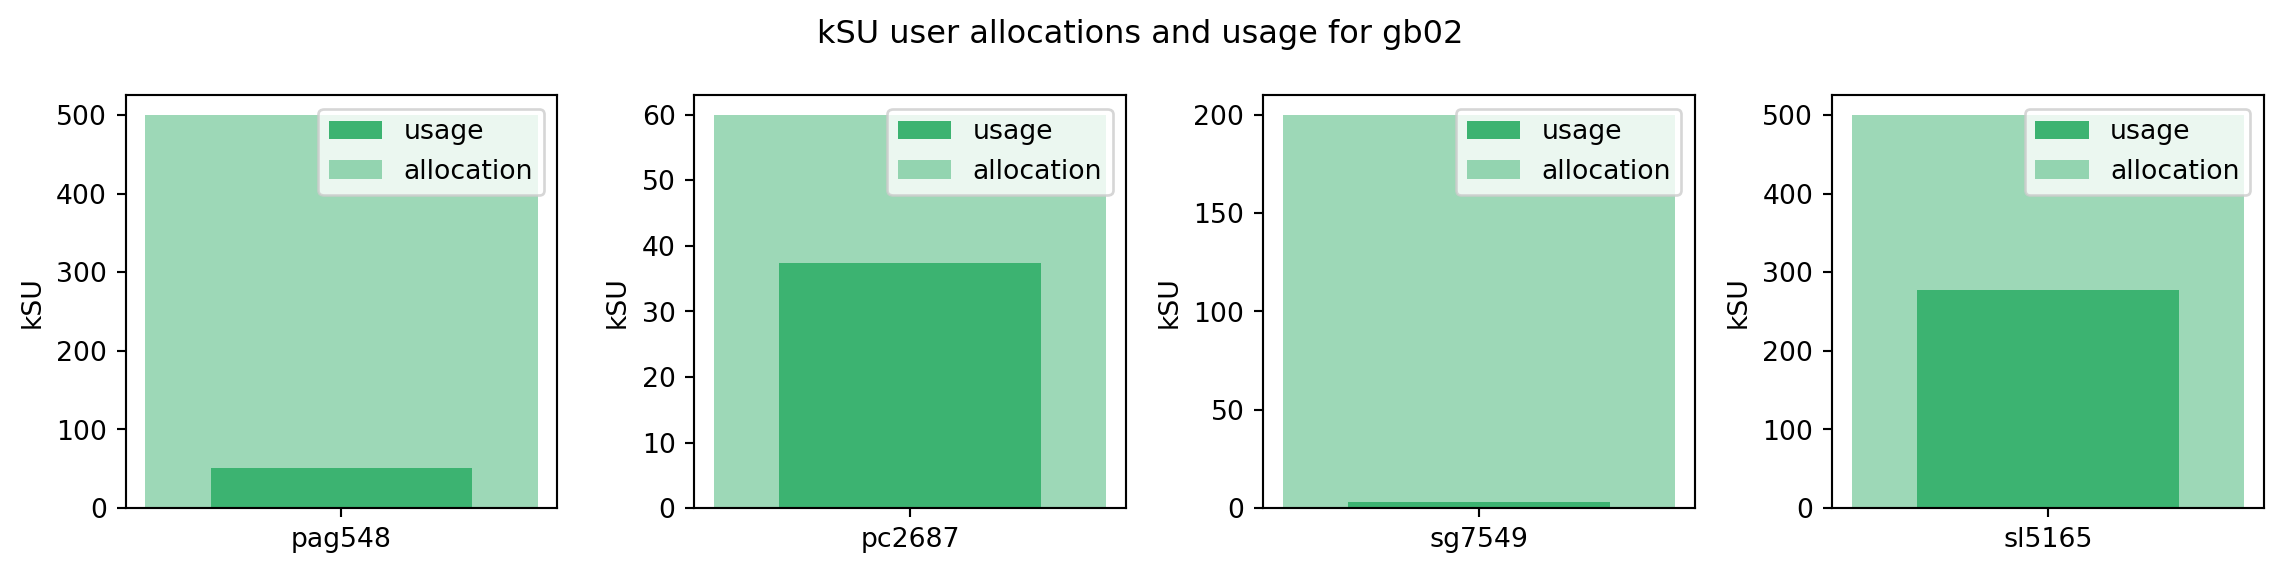 kSU user allocations and usage for gb02
500
400
300
200
100
0
kSU
usage
allocation
pag548
60
50
40
30
20
10
0
kSU
usage
allocation
pc2687
200
150
100
50
0
kSU
usage
allocation
sg7549
500
400
300
200
100
0
kSU
usage
allocation
sl5165